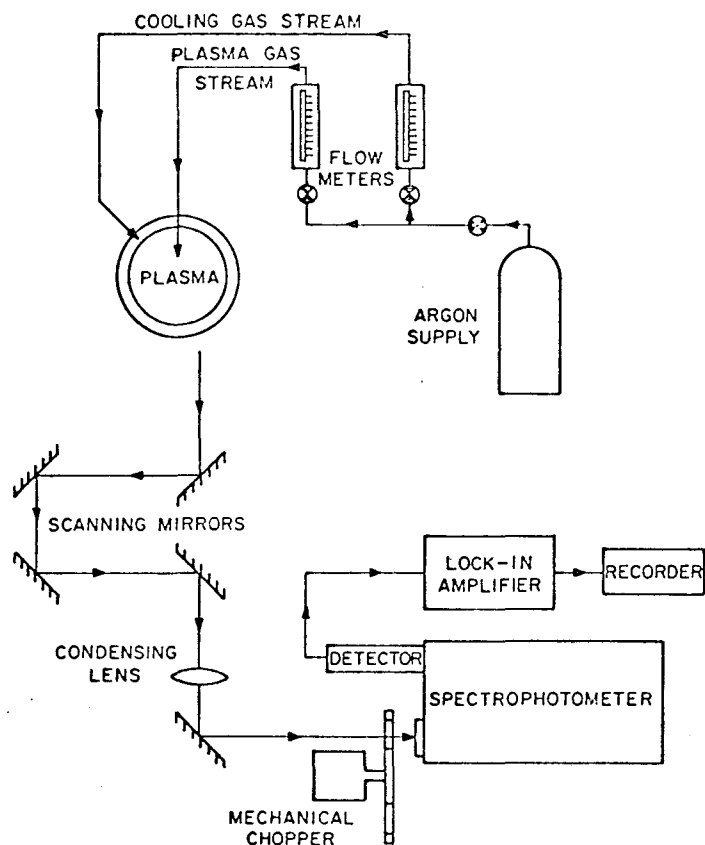 COOLING GAS STREAM
PLASMA GAS
STREAM
FLOW
METERS
PLASMA
ARGON
SUPPLY
SCANNING MIRRORS
LOCK-IN
AMPLIFIER
RECORDER
CONDENSING
LENS
DETECTOR
SPECTROPHOTOMETER
MECHANICAL
CHOPPER